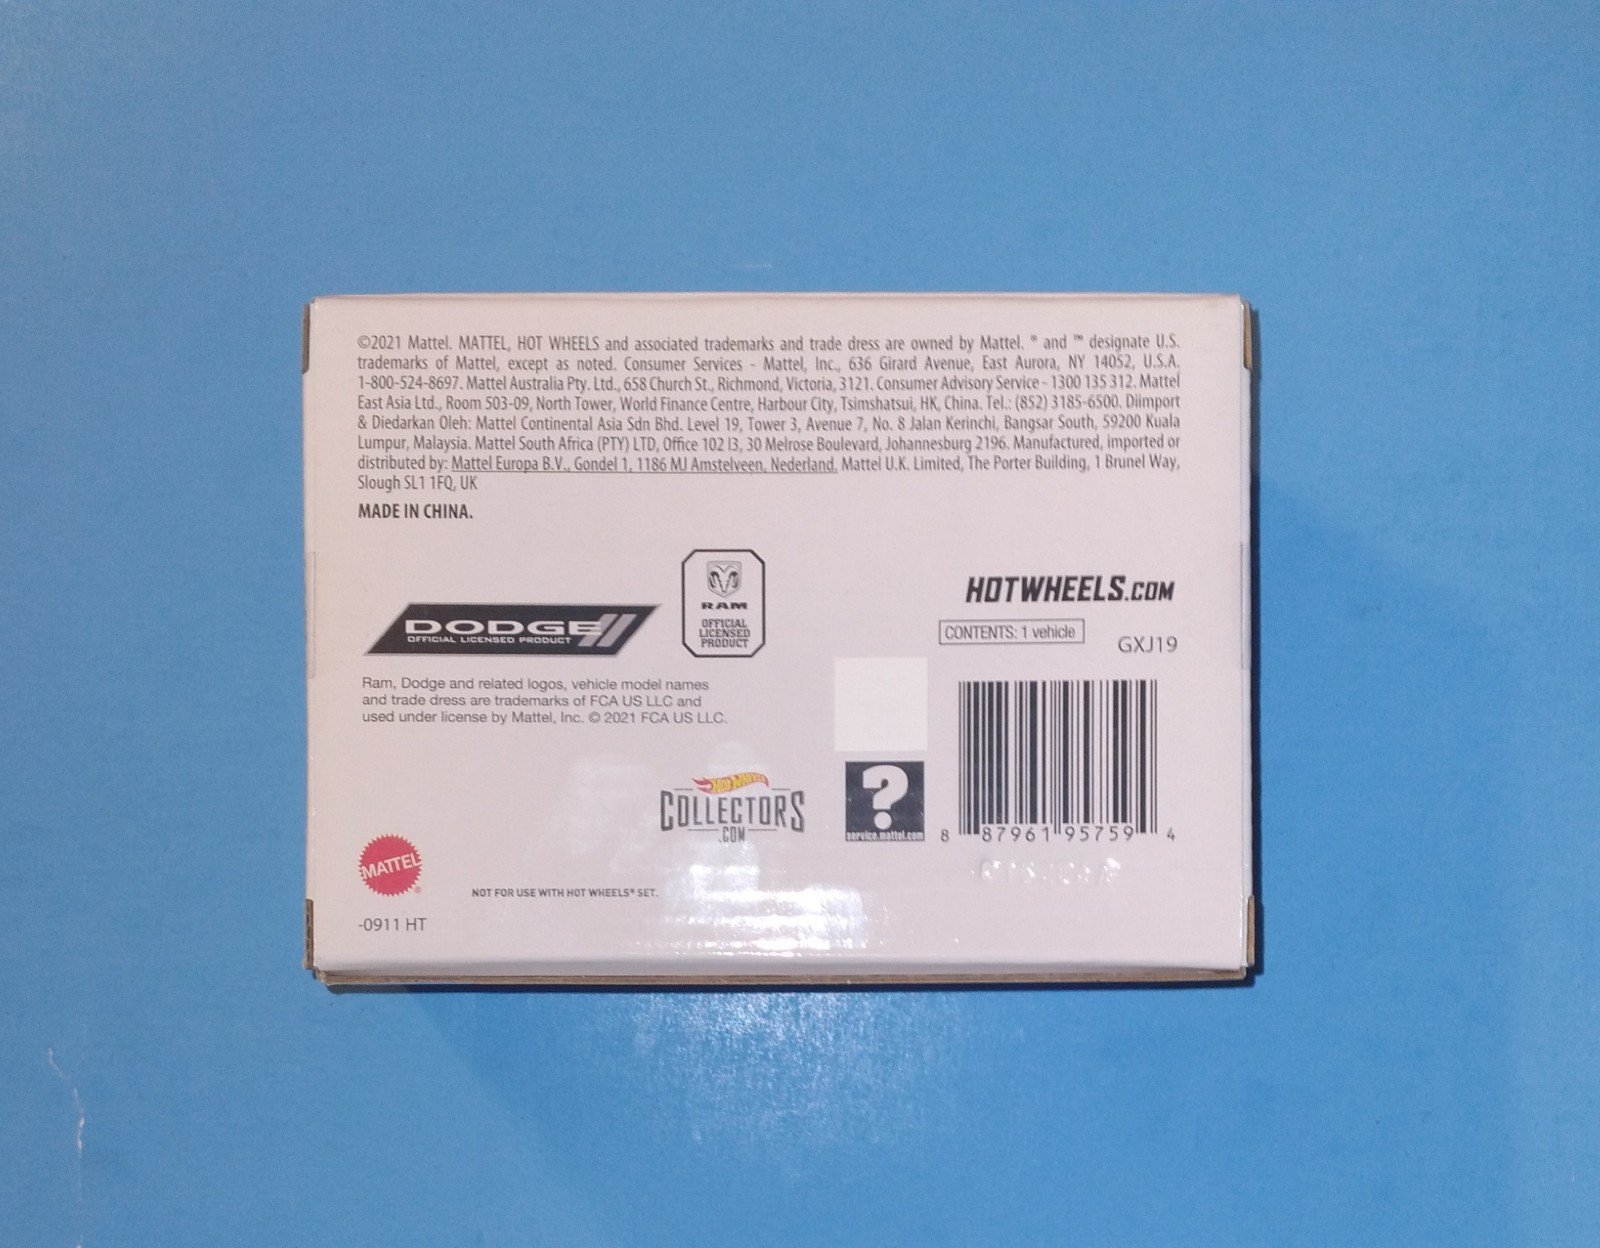 ©2021 Mattel. MATTEL, HOT WHEELS and associated trademarks and trade dress are owned by Mattel. ® and ™ designate U.S.
trademarks of Mattel, except as noted. Consumer Services - Mattel, Inc., 636 Girard Avenue, East Aurora, NY 14052, U.S.A.
1-800-524-8697. Mattel Australia Pty. Ltd., 658 Church St., Richmond, Victoria, 3121. Consumer Advisory Service - 1300 135 312. Mattel
East Asia Ltd., Room 503-09, North Tower, World Finance Centre, Harbour City, Tsimshatsui, HK, China. Tel.: (852) 3185-6500. Diimport
& Diedarkan Oleh: Mattel Continental Asia Sdn Bhd. Level 19, Tower 3, Avenue 7, No. 8 Jalan Kerinchi, Bangsar South, 59200 Kuala
Lumpur, Malaysia. Mattel South Africa (PTY) LTD, Office 102 I3, 30 Melrose Boulevard, Johannesburg 2196. Manufactured, imported or
distributed by: Mattel Europa B.V., Gondel 1, 1186 MJ Amstelveen, Nederland. Mattel U.K. Limited, The Porter Building, 1 Brunel Way,
Slough SL1 1FQ, UK
MADE IN CHINA.
DODGE
OFFICIAL LICENSED PRODUCT
RAM
OFFICIAL
LICENSED
PRODUCT
HOTWHEELS.COM
CONTENTS: 1 vehicle
GXJ19
Ram, Dodge and related logos, vehicle model names
and trade dress are trademarks of FCA US LLC and
used under license by Mattel, Inc. © 2021 FCA US LLC.
HOT WHEELS
COLLECTORS
.COM
?
service.mattel.com
8 87961 95759 4
MATTEL®
NOT FOR USE WITH HOT WHEELS® SET.
-0911 HT